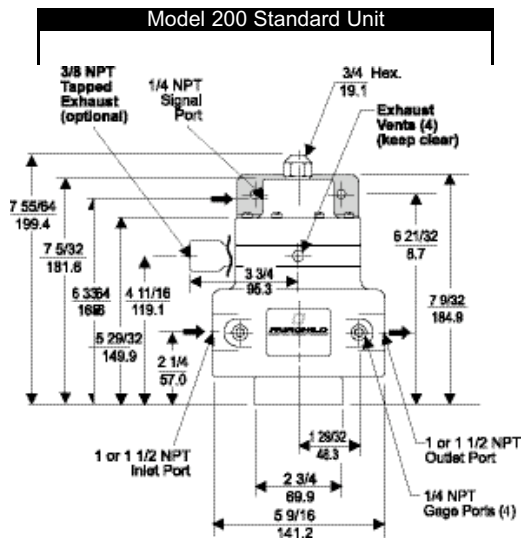 Model 200 Standard Unit
3/8 NPT
Tapped
Exhaust
(optional)
1/4 NPT
Signal
Port
3/4 Hex.
19.1
Exhaust
Vents (4)
(keep clear)
7 55/64
199.4
7 5/32
181.6
6 33/64
5 29/32
149.9
4 11/16
119.1
2 1/4
57.0
3 3/4
95.3
6 21/32
8.7
7 9/32
184.9
FAIRCHILD
1 or 1 1/2 NPT
Inlet Port
1 29/32
48.3
2 3/4
69.9
5 9/16
141.2
1 or 1 1/2 NPT
Outlet Port
1/4 NPT
Gage Ports (4)